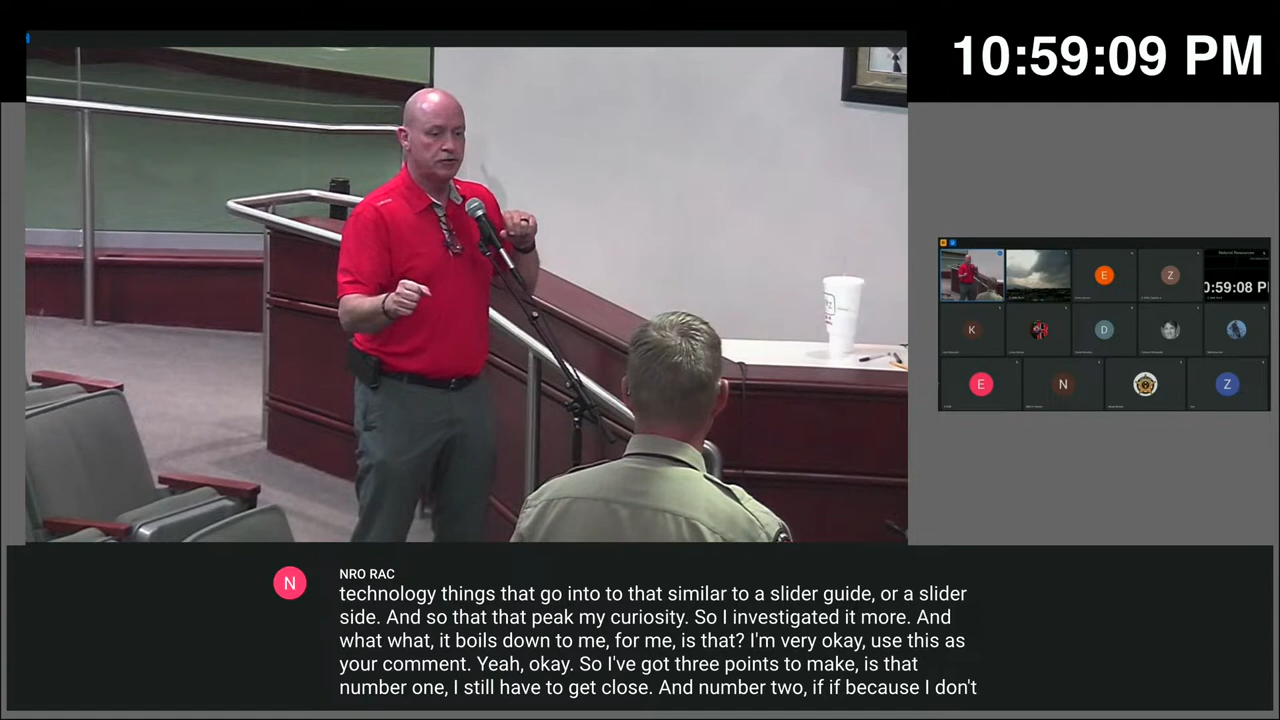 10:59:09 PM
0:59:08 P
E
Z
K
D
E
N
Z
N
NRO RAC
technology things that go into to that similar to a slider guide, or a slider
side. And so that that peak my curiosity. So I investigated it more. And
what what, it boils down to me, for me, is that? I'm very okay, use this as
your comment. Yeah, okay. So I've got three points to make, is that
number one, I still have to get close. And number two, if if because I don't